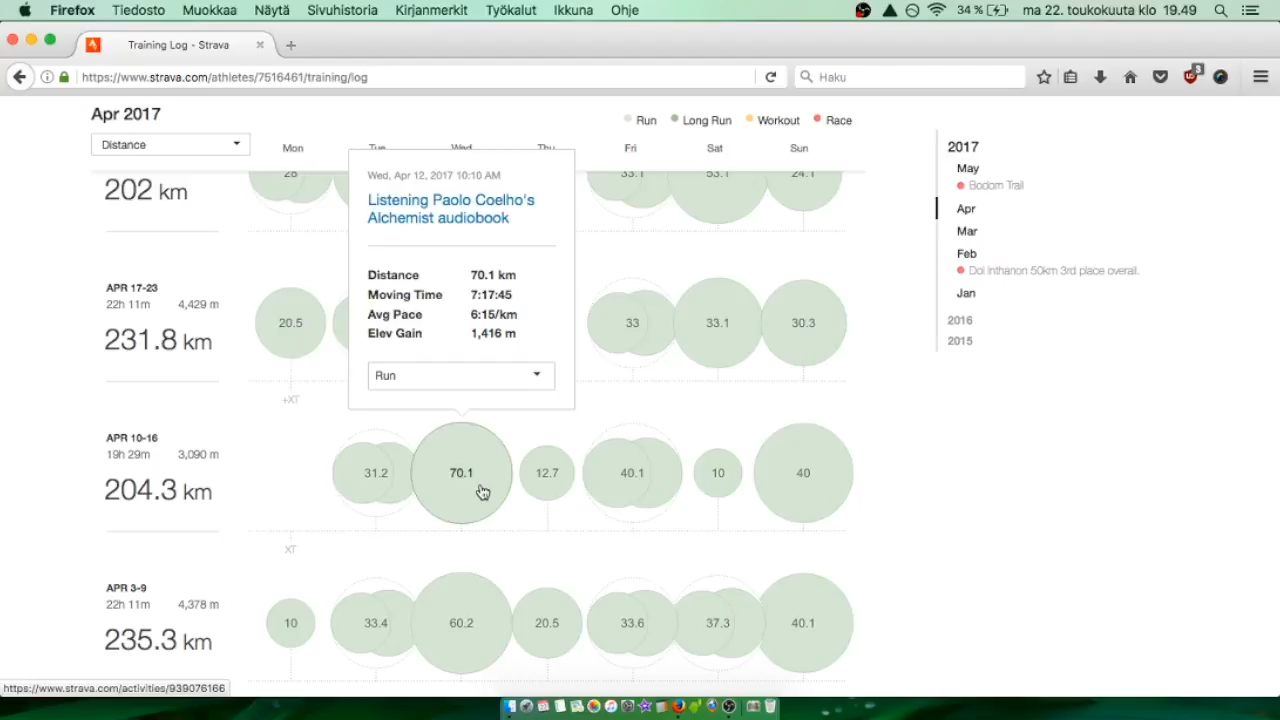 Firefox Tiedosto Muokkaa Näytä Sivuhistoria Kirjanmerkit Työkalut Ikkuna Ohje 34 % ma 22. toukokuuta klo 19.49
Training Log - Strava
https://www.strava.com/athletes/7516461/training/log Haku
Apr 2017
Run Long Run Workout Race
Distance
Mon Tue Wed Thu Fri Sat Sun
202 km
28 33.1 53.1 24.1
Wed, Apr 12, 2017 10:10 AM
Listening Paolo Coelho's
Alchemist audiobook
Distance 70.1 km
Moving Time 7:17:45
Avg Pace 6:15/km
Elev Gain 1,416 m
Run
APR 17-23
22h 11m 4,429 m
231.8 km
20.5 33 33.1 30.3
+XT
APR 10-16
19h 29m 3,090 m
204.3 km
31.2 70.1 12.7 40.1 10 40
XT
APR 3-9
22h 11m 4,378 m
235.3 km
10 33.4 60.2 20.5 33.6 37.3 40.1
2017
May
Bodom Trail
Apr
Mar
Feb
Doi Inthanon 50km 3rd place overall.
Jan
2016
2015
https://www.strava.com/activities/939076166